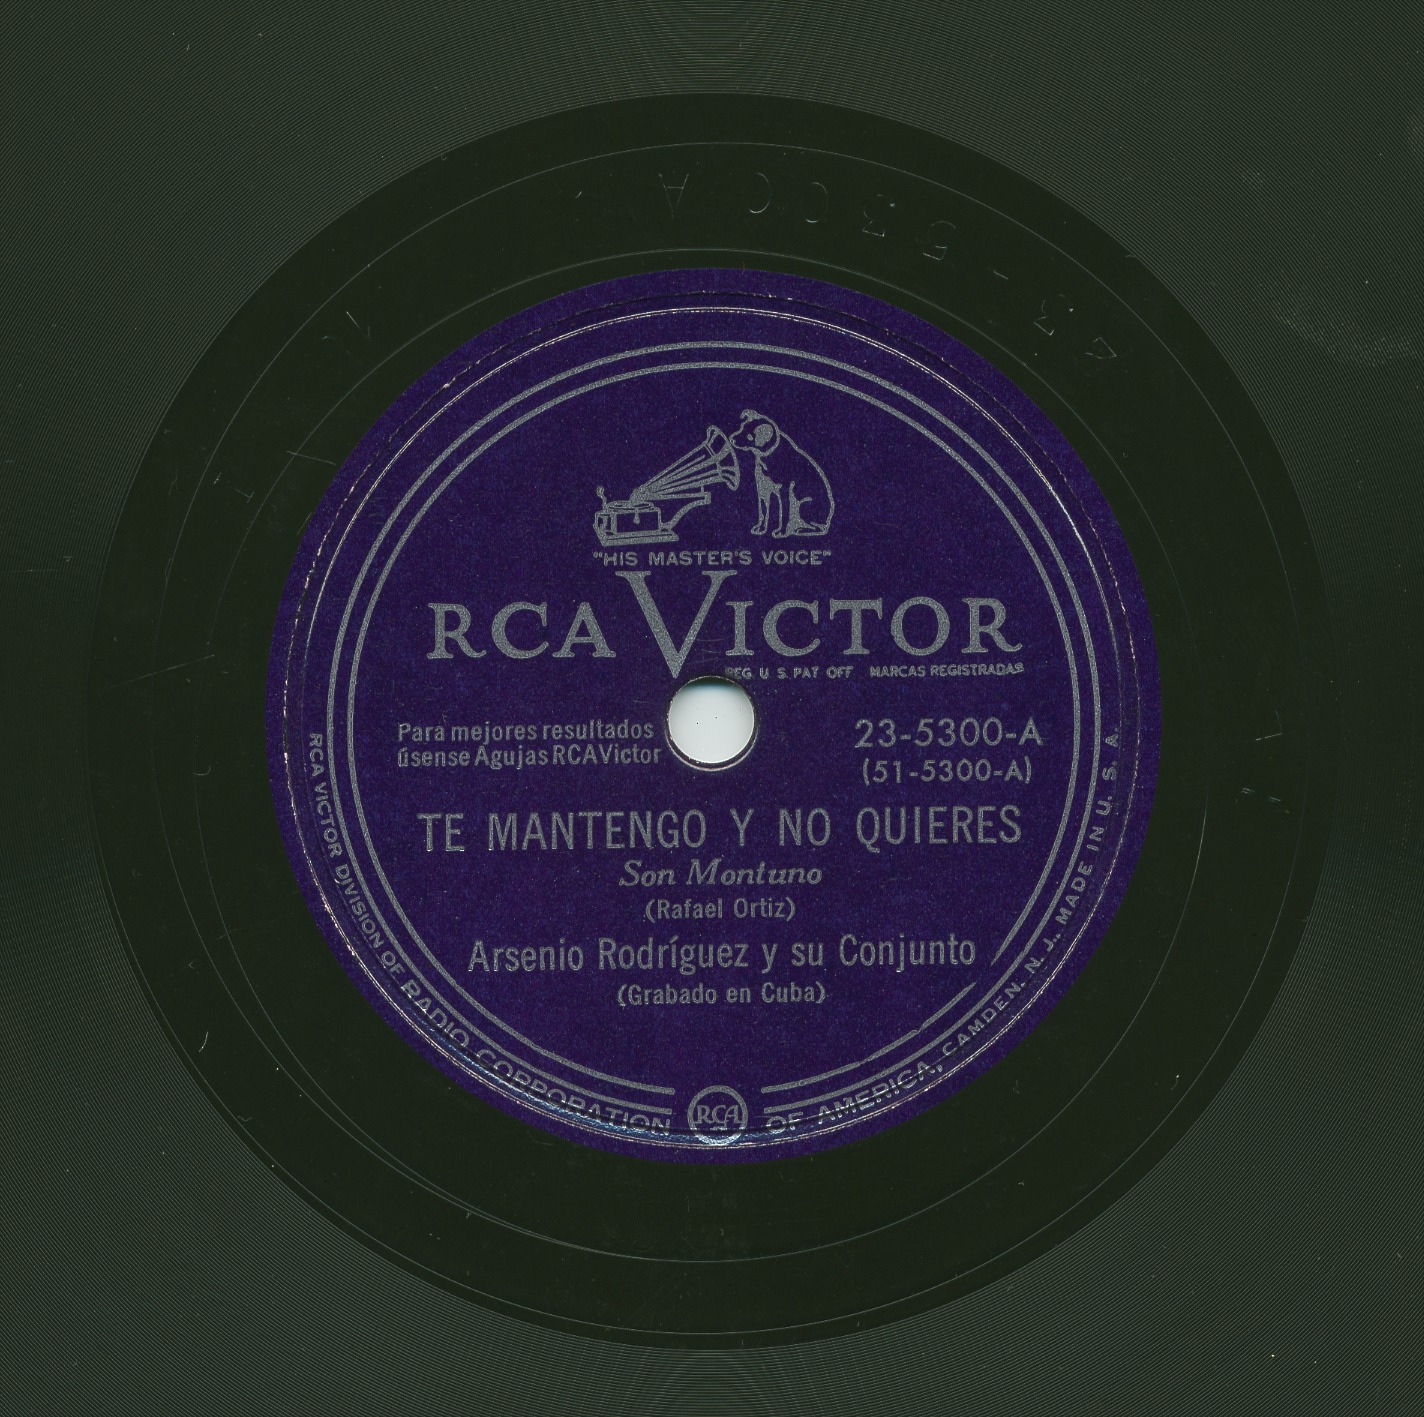 23-5300A
"HIS MASTER'S VOICE"
RCA VICTOR
REG. U. S. PAT. OFF. MARCAS REGISTRADAS
Para mejores resultados
úsense Agujas RCA Victor
23-5300-A
(51-5300-A)
TE MANTENGO Y NO QUIERES
Son Montuno
(Rafael Ortiz)
Arsenio Rodríguez y su Conjunto
(Grabado en Cuba)
RCA VICTOR DIVISION OF RADIO CORPORATION OF AMERICA, CAMDEN, N. J., MADE IN U. S. A.
RCA